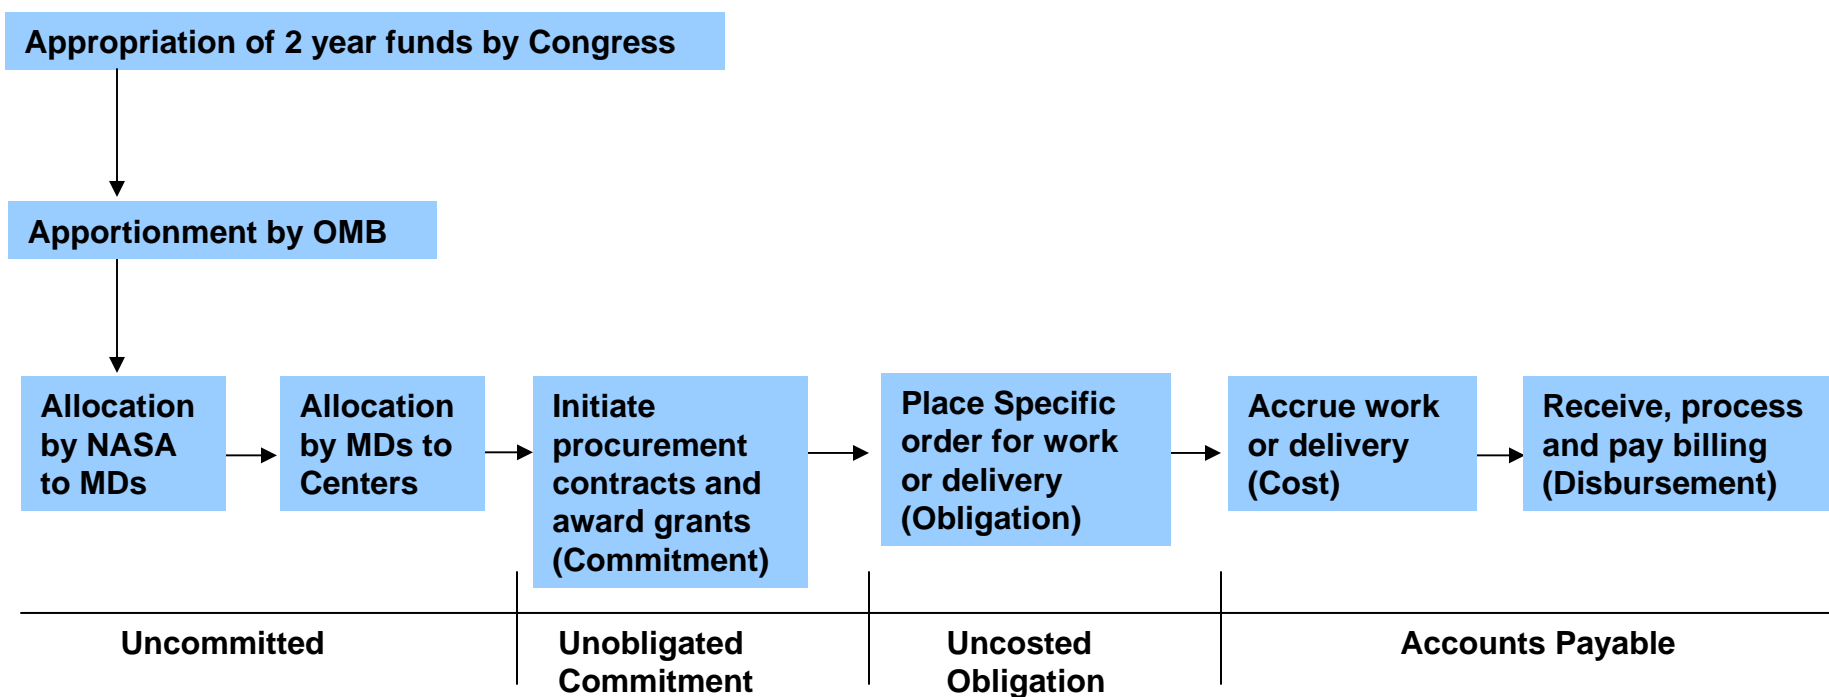 Appropriation of 2 year funds by Congress
Apportionment by OMB
Allocation
by NASA
to MDs
Allocation
by MDs to
Centers
Initiate
procurement
contracts and
award grants
(Commitment)
Place Specific
order for work
or delivery
(Obligation)
Accrue work
or delivery
(Cost)
Receive, process
and pay billing
(Disbursement)
Uncommitted
Unobligated
Commitment
Uncosted
Obligation
Accounts Payable